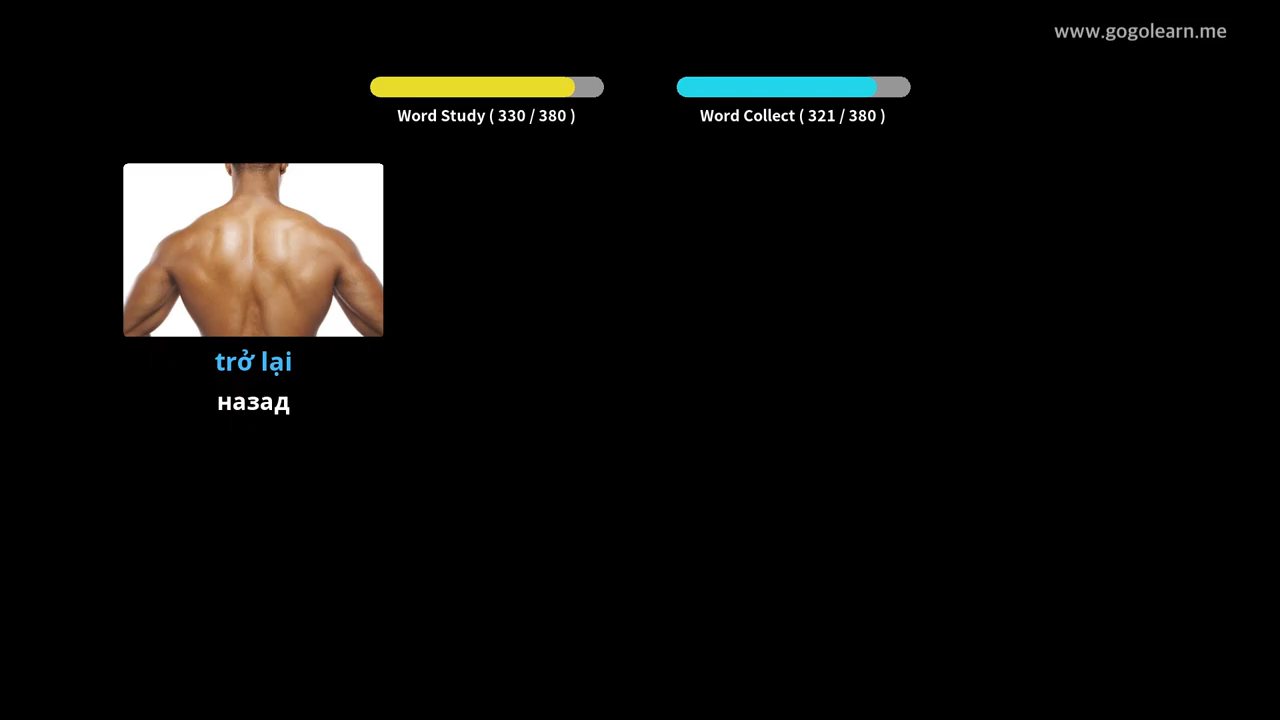 www.gogolearn.me
Word Study ( 330 / 380 )
Word Collect ( 321 / 380 )
trở lại
назад